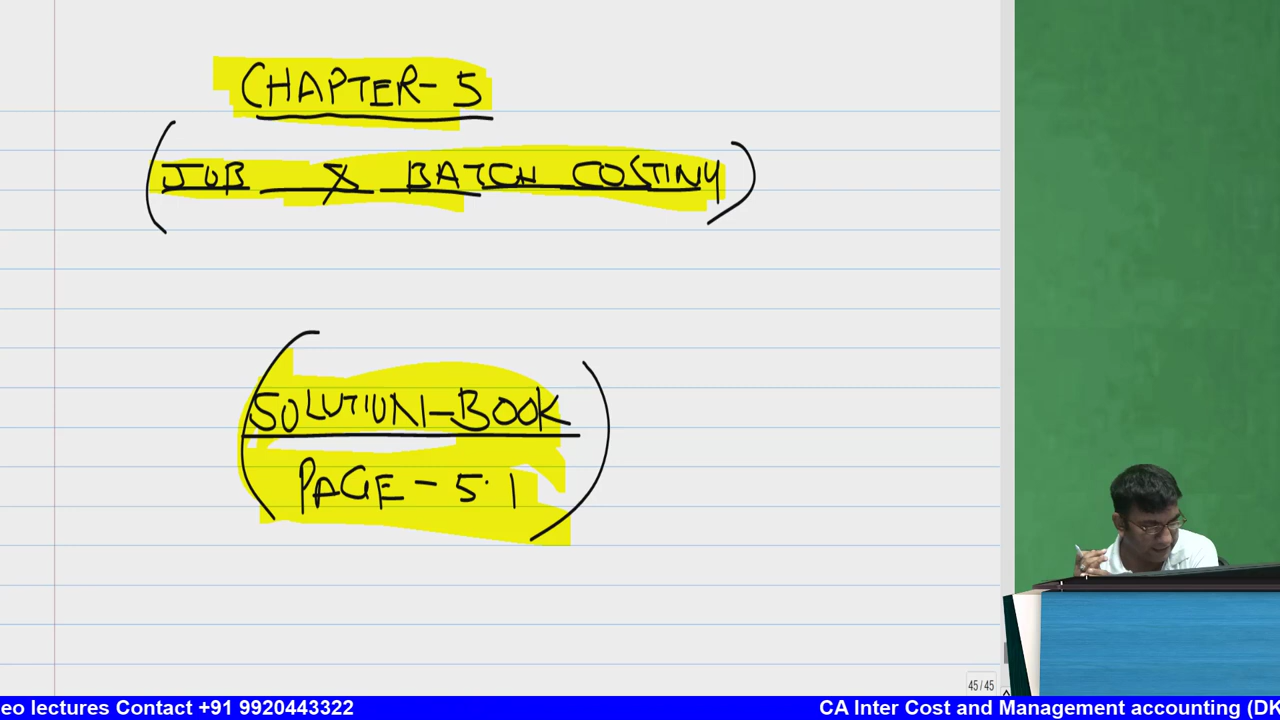 CHAPTER- 5
(JOB & BATCH COSTING)
(SOLUTION-BOOK
PAGE - 5.1)
45/45
eo lectures Contact +91 9920443322
CA Inter Cost and Management accounting (DK